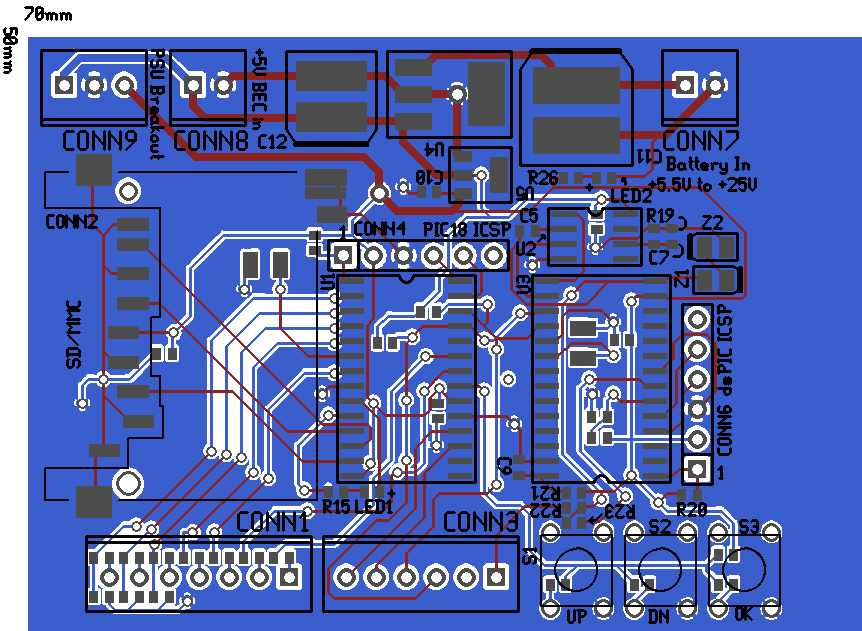 70mm
50mm
PSU Breakout
+5V BEC in
CONN9
CONN8
C12
U4
C11
CONN7
Battery In
+5.5V to +25V
C10
U5
R26
+
LED2
CONN2
1
CONN4
PIC18 ICSP
C5
U2
R19
C7
Z2
Z1
U1
U3
SD/MMC
CONN6 dsPIC ICSP
1
C9
R15
LED1
+
R21
R22
R23
R20
CONN1
CONN3
S1
S2
S3
UP
DN
OK